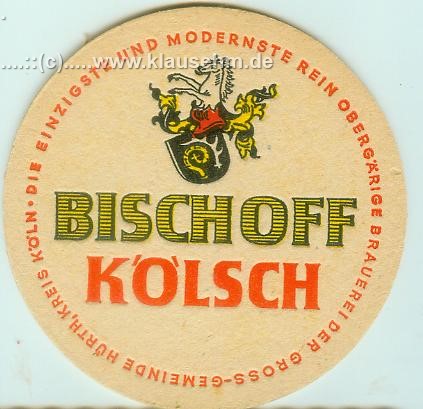 ....::(c)....www.klausehm.de
DIE EINZIGSTE UND MODERNSTE REIN OBERGÄRIGE BRAUEREI DER GROSS-GEMEINDE HÜRTH, KREIS KÖLN •
BISCHOFF
KÖLSCH